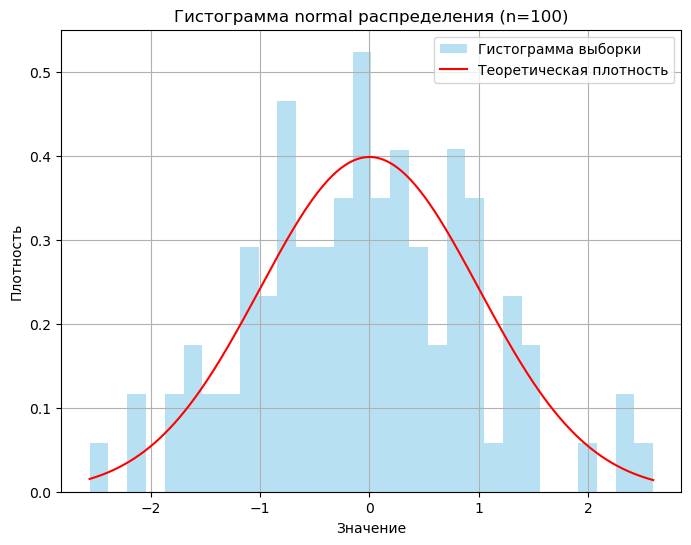 Гистограмма normal распределения (n=100)
Гистограмма выборки
Теоретическая плотность
Плотность
0.5
0.4
0.3
0.2
0.1
0.0
−2
−1
0
1
2
Значение